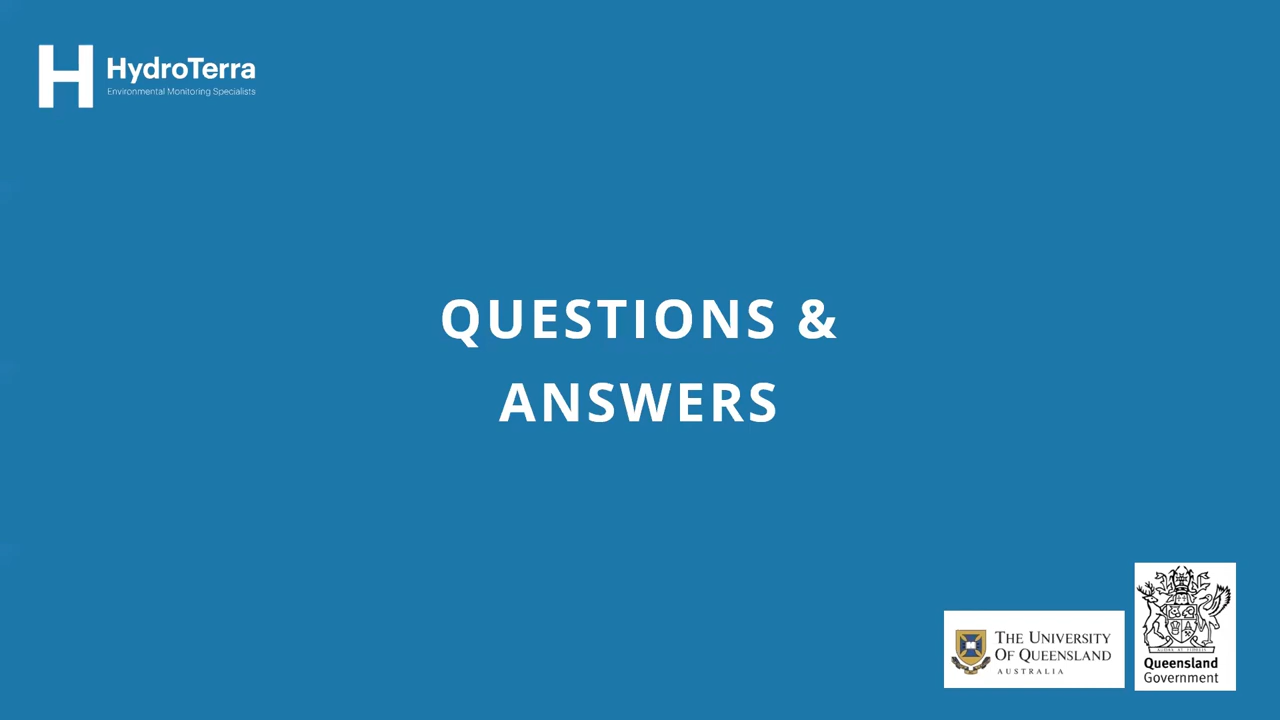 HydroTerra
Environmental Monitoring Specialists
QUESTIONS &
ANSWERS
THE UNIVERSITY
OF QUEENSLAND
AUSTRALIA
Queensland
Government